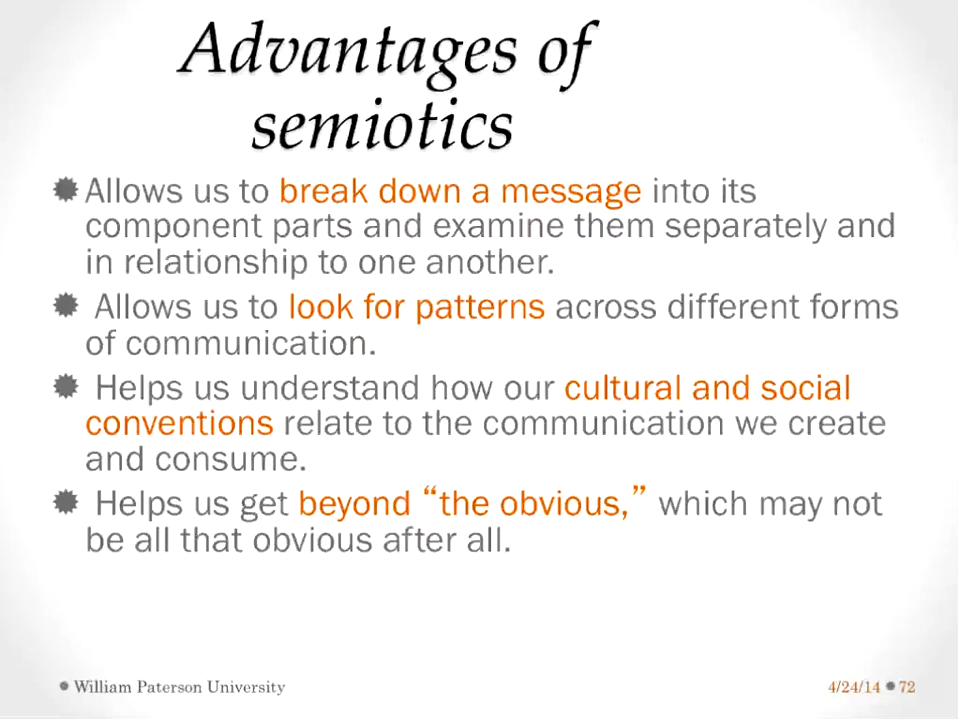 Advantages of
semiotics
Allows us to break down a message into its
component parts and examine them separately and
in relationship to one another.
Allows us to look for patterns across different forms
of communication.
Helps us understand how our cultural and social
conventions relate to the communication we create
and consume.
Helps us get beyond “the obvious,” which may not
be all that obvious after all.
William Paterson University 4/24/14 72